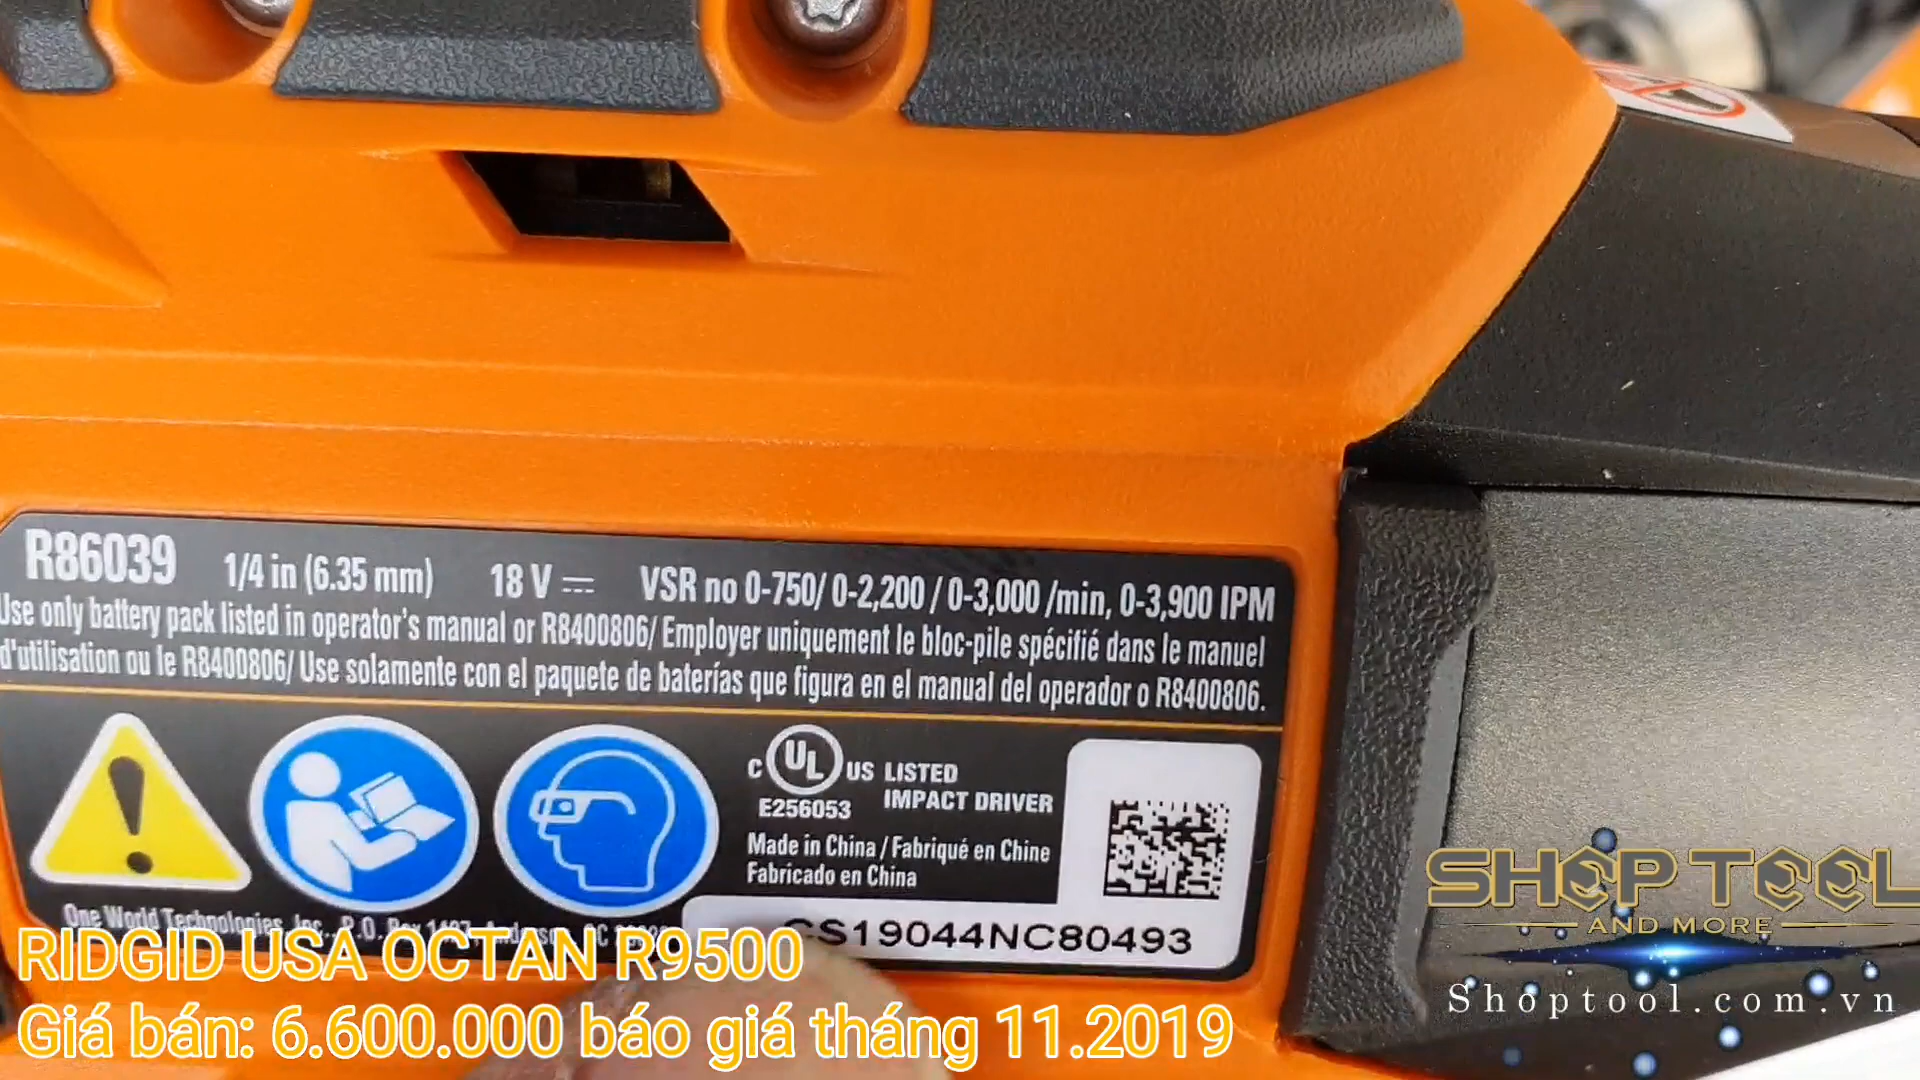 R86039 1/4 in (6.35 mm) 18 V VSR no 0-750/ 0-2,200 / 0-3,000 /min, 0-3,900 IPM
Use only battery pack listed in operator's manual or R8400806/ Employer uniquement le bloc-pile spécifié dans le manuel
d'utilisation ou le R8400806/ Use solamente con el paquete de baterías que figura en el manual del operador o R8400806.
C UL US LISTED
IMPACT DRIVER
E256053
Made in China / Fabriqué en Chine
Fabricado en China
One World Technologies, Inc., P.O. Box
CS19044NC80493
RIDGID USA OCTAN R9500
Giá bán: 6.600.000 báo giá tháng 11.2019
SHOP TOOL
AND MORE
Shoptool.com.vn